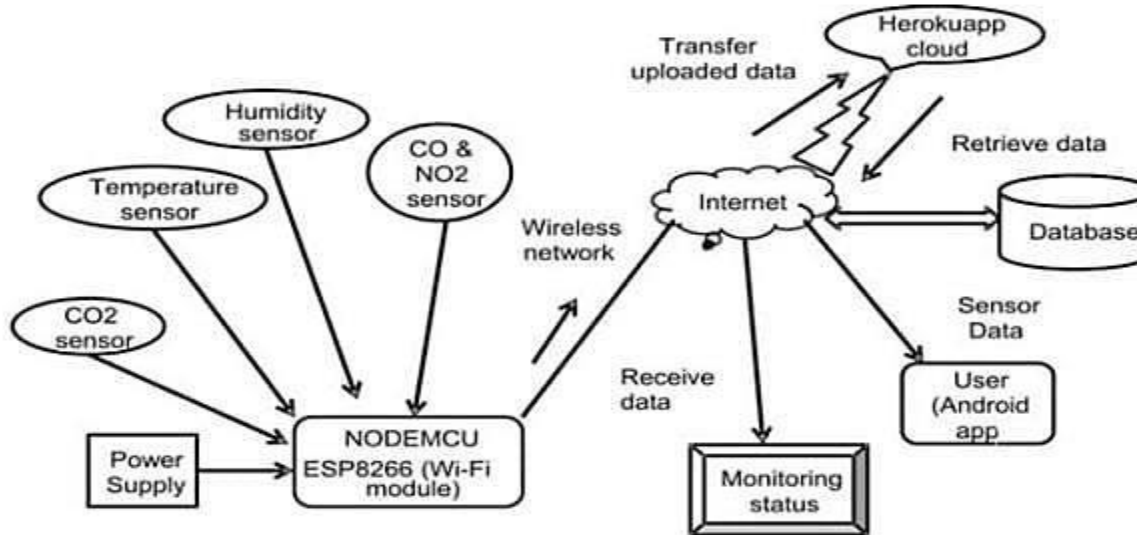 Herokuapp
cloud
Transfer
uploaded data
Humidity
sensor
CO &
NO2
sensor
Retrieve data
Temperature
sensor
Internet
Wireless
network
Database
CO2
sensor
Sensor
Data
Receive
data
User
(Android
app
NODEMCU
ESP8266 (Wi-Fi
module)
Power
Supply
Monitoring
status